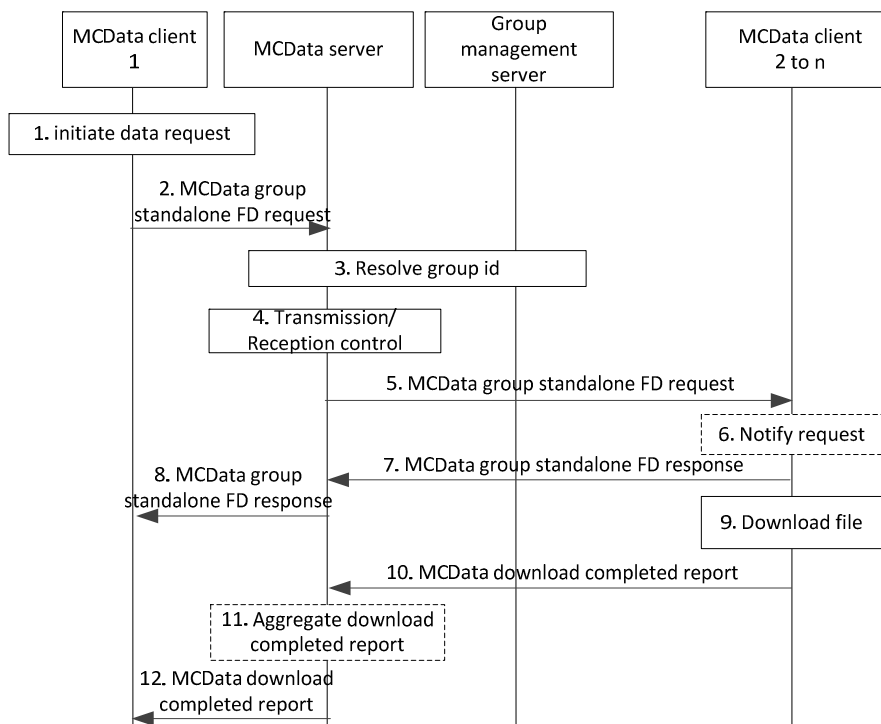 MCData client
1
MCData server
Group
management
server
MCData client
2 to n
1. initiate data request
2. MCData group
standalone FD request
3. Resolve group id
4. Transmission/
Reception control
5. MCData group standalone FD request
6. Notify request
7. MCData group standalone FD response
8. MCData group
standalone FD response
9. Download file
10. MCData download completed report
11. Aggregate download
completed report
12. MCData download
completed report